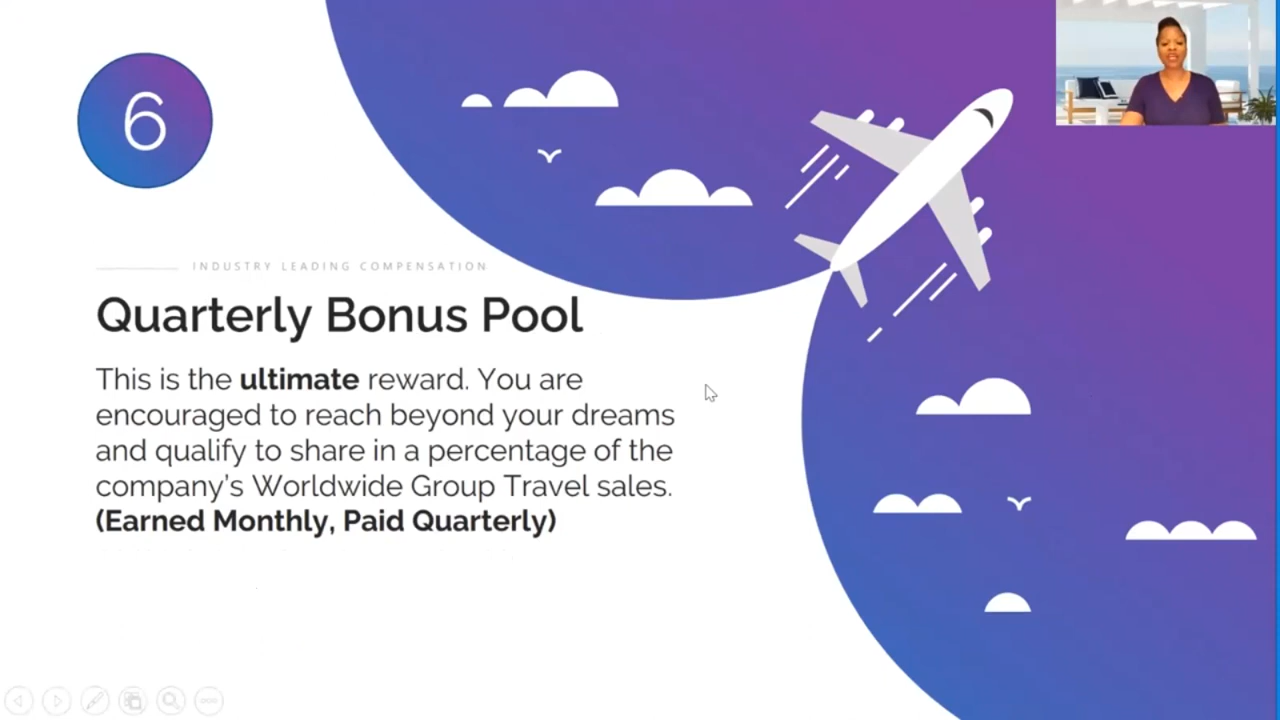 6
INDUSTRY LEADING COMPENSATION
Quarterly Bonus Pool
This is the ultimate reward. You are
encouraged to reach beyond your dreams
and qualify to share in a percentage of the
company's Worldwide Group Travel sales.
(Earned Monthly, Paid Quarterly)